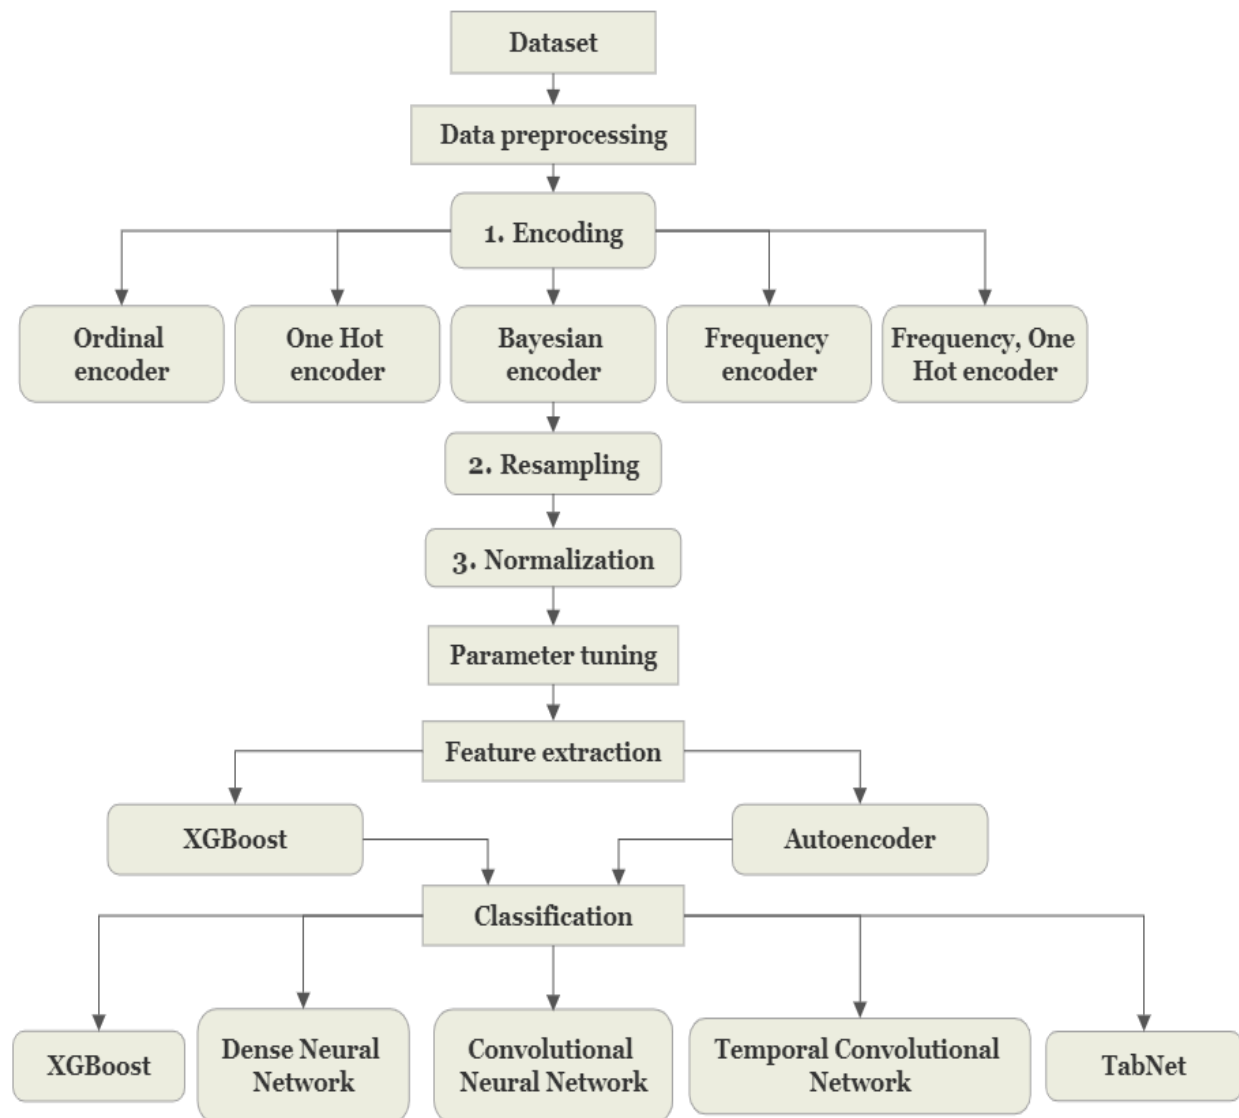 Dataset
Data preprocessing
1. Encoding
Ordinal
encoder
One Hot
encoder
Bayesian
encoder
Frequency
encoder
Frequency, One
Hot encoder
2. Resampling
3. Normalization
Parameter tuning
Feature extraction
XGBoost
Autoencoder
Classification
XGBoost
Dense Neural
Network
Convolutional
Neural Network
Temporal Convolutional
Network
TabNet